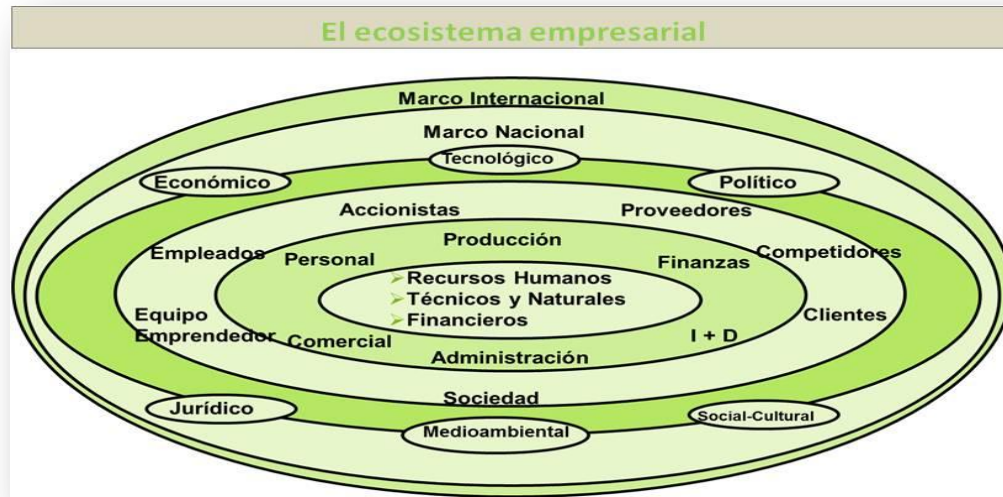 El ecosistema empresarial
Marco Internacional
Marco Nacional
Tecnológico
Económico
Político
Accionistas
Proveedores
Empleados
Producción
Competidores
Personal
Finanzas
Recursos Humanos
Técnicos y Naturales
Financieros
Equipo
Emprendedor
Clientes
Comercial
I + D
Administración
Sociedad
Jurídico
Social-Cultural
Medioambiental